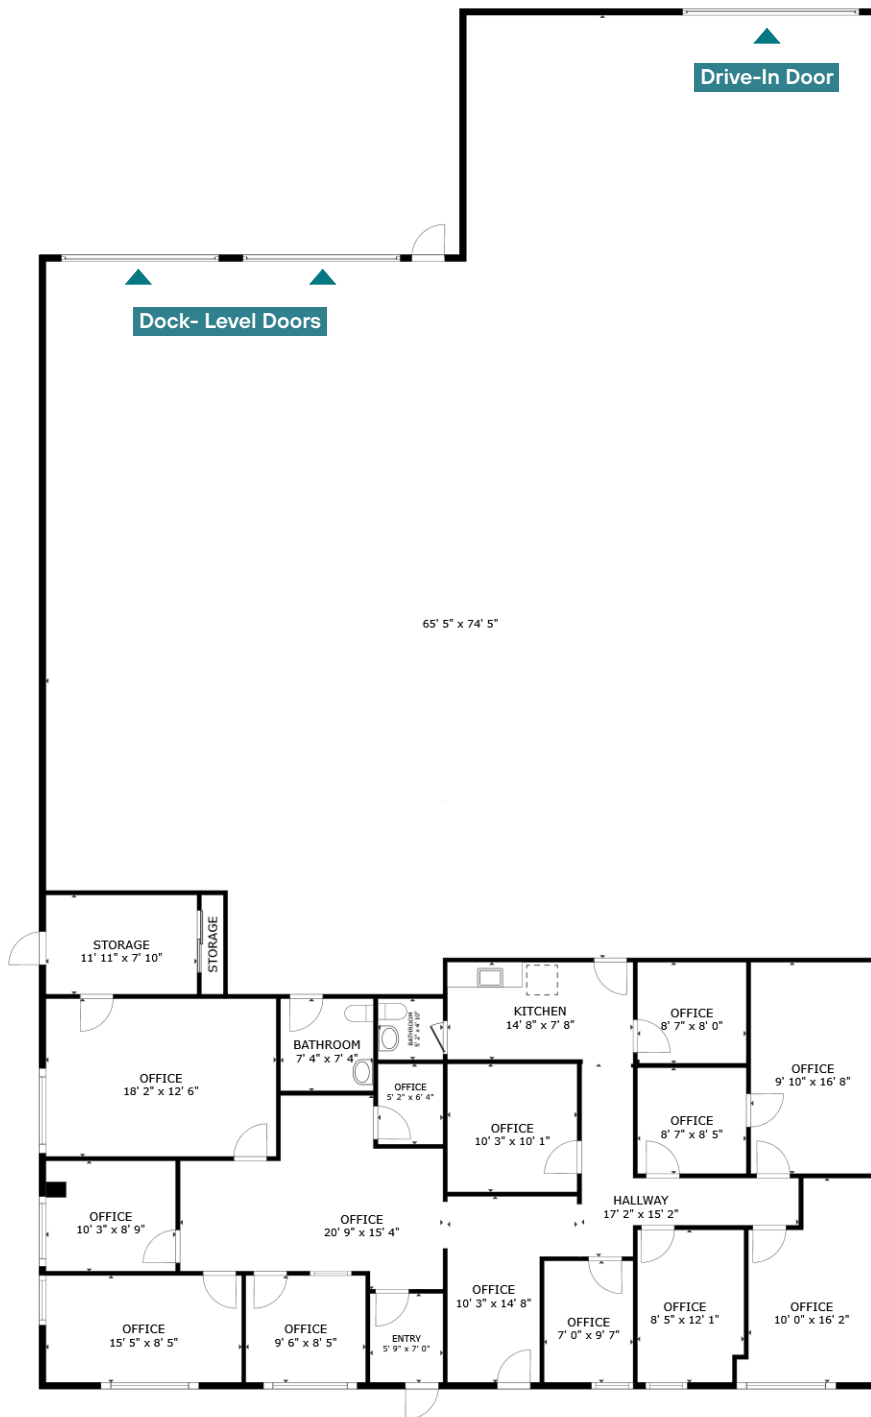 Drive-In Door
Dock- Level Doors
65' 5" x 74' 5"
STORAGE
11' 11" x 7' 10"
STORAGE
KITCHEN
14' 8" x 7' 8"
OFFICE
8' 7" x 8' 0"
BATHROOM
7' 4" x 7' 4"
BATHROOM
5' 2" x 4' 10"
OFFICE
18' 2" x 12' 6"
OFFICE
5' 2" x 6' 4"
OFFICE
9' 10" x 16' 8"
OFFICE
10' 3" x 10' 1"
OFFICE
8' 7" x 8' 5"
OFFICE
10' 3" x 8' 9"
OFFICE
20' 9" x 15' 4"
HALLWAY
17' 2" x 15' 2"
OFFICE
10' 3" x 14' 8"
OFFICE
15' 5" x 8' 5"
OFFICE
9' 6" x 8' 5"
ENTRY
5' 9" x 7' 0"
OFFICE
7' 0" x 9' 7"
OFFICE
8' 5" x 12' 1"
OFFICE
10' 0" x 16' 2"